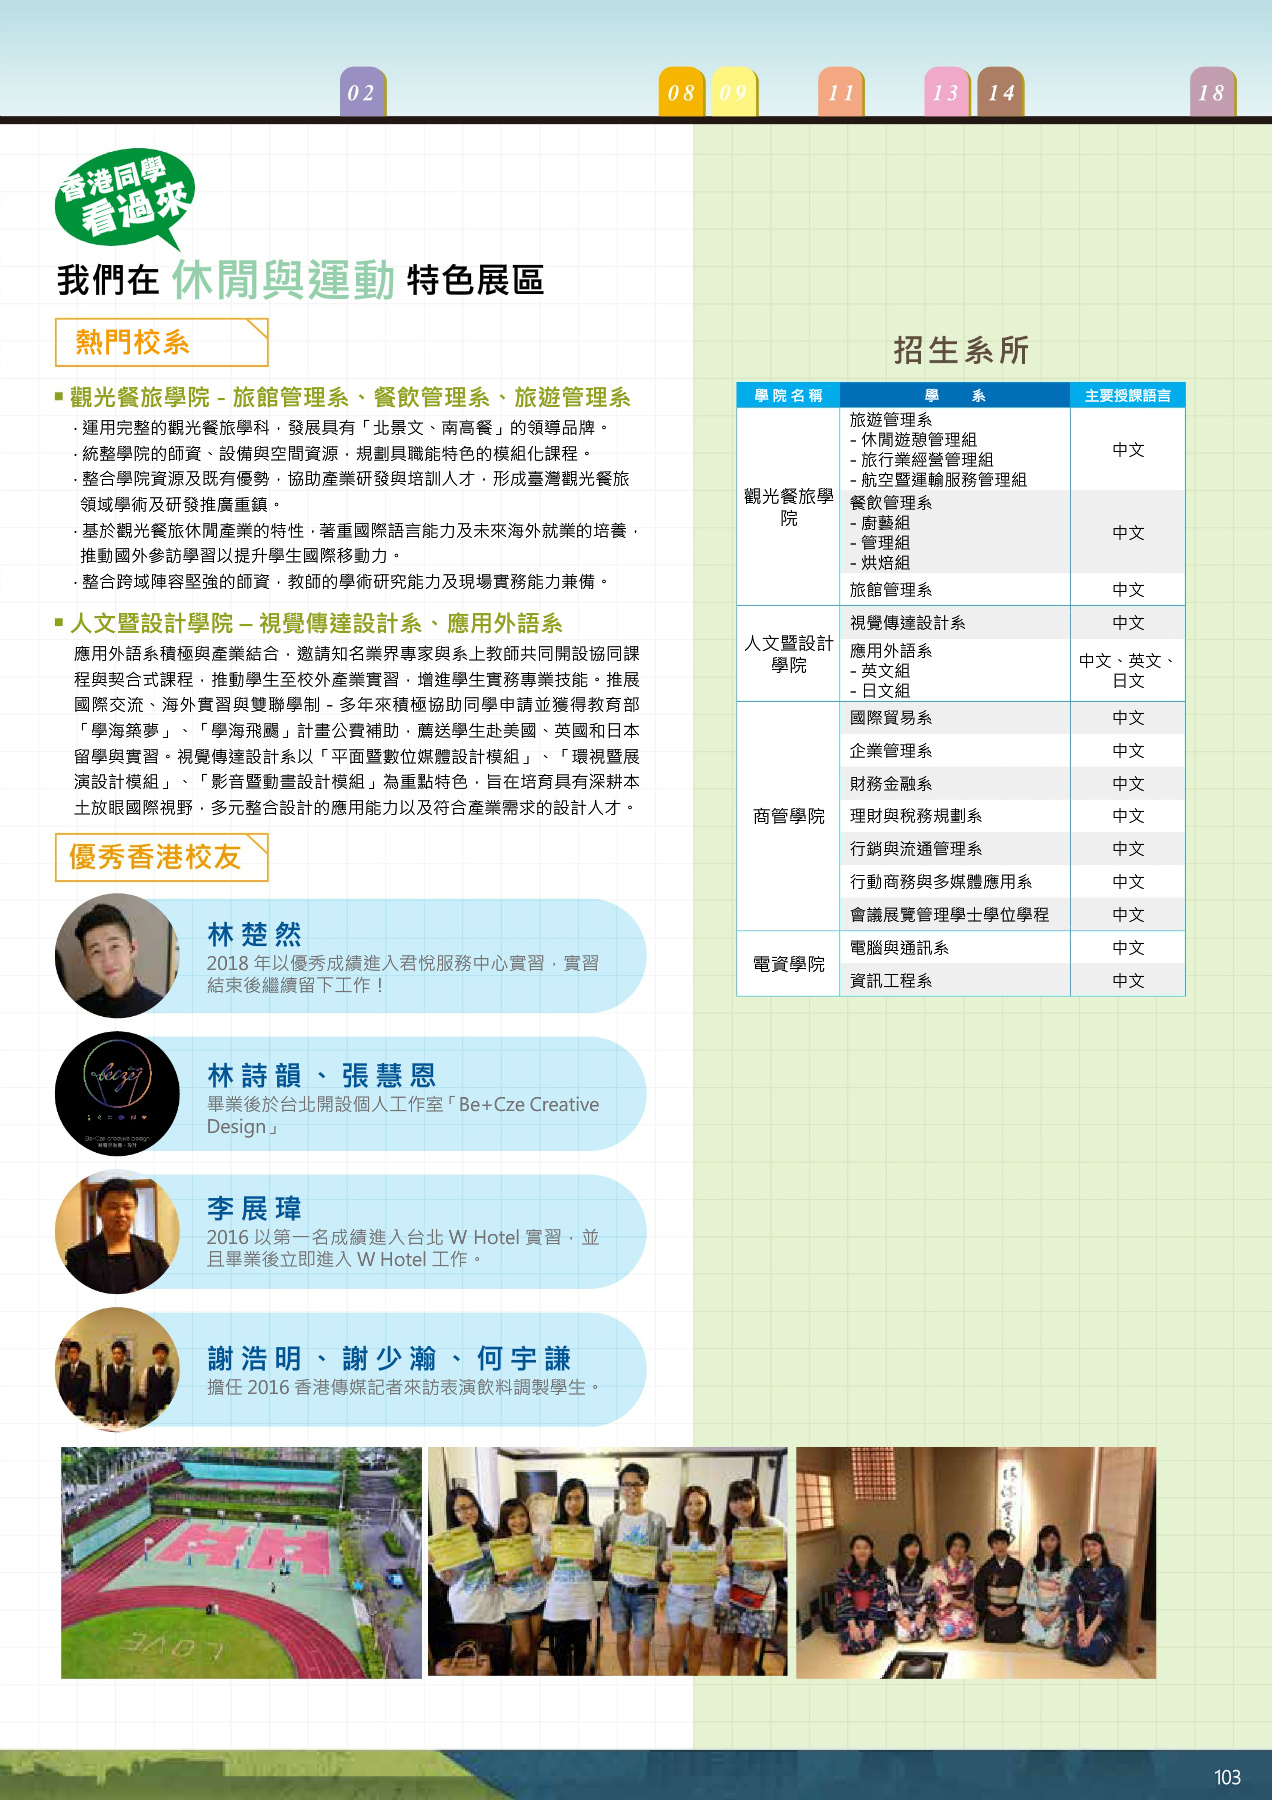 02
08
09
11
13
14
18
香港同學
看過來
我們在 休閒與運動 特色展區
熱門校系
▪ 觀光餐旅學院 - 旅館管理系、餐飲管理系、旅遊管理系
· 運用完整的觀光餐旅學科，發展具有「北景文、南高餐」的領導品牌。
· 統整學院的師資、設備與空間資源，規劃具職能特色的模組化課程。
· 整合學院資源及既有優勢，協助產業研發與培訓人才，形成臺灣觀光餐旅
領域學術及研發推廣重鎮。
· 基於觀光餐旅休閒產業的特性，著重國際語言能力及未來海外就業的培養，
推動國外參訪學習以提升學生國際移動力。
· 整合跨域陣容堅強的師資，教師的學術研究能力及現場實務能力兼備。
▪ 人文暨設計學院 – 視覺傳達設計系、應用外語系
應用外語系積極與產業結合，邀請知名業界專家與系上教師共同開設協同課
程與契合式課程，推動學生至校外產業實習，增進學生實務專業技能。推展
國際交流、海外實習與雙聯學制 - 多年來積極協助同學申請並獲得教育部
「學海築夢」、「學海飛颺」計畫公費補助，薦送學生赴美國、英國和日本
留學與實習。視覺傳達設計系以「平面暨數位媒體設計模組」、「環視暨展
演設計模組」、「影音暨動畫設計模組」為重點特色，旨在培育具有深耕本
土放眼國際視野，多元整合設計的應用能力以及符合產業需求的設計人才。
優秀香港校友
林楚然
2018 年以優秀成績進入君悅服務中心實習，實習
結束後繼續留下工作！
林詩韻、張慧恩
畢業後於台北開設個人工作室「Be+Cze Creative
Design」
Be+Cze creative design
李展瑋
2016 以第一名成績進入台北 W Hotel 實習，並
且畢業後立即進入 W Hotel 工作。
謝浩明、謝少瀚、何宇謙
擔任 2016 香港傳媒記者來訪表演飲料調製學生。
招生系所
學院名稱 學 系 主要授課語言
觀光餐旅學
院
旅遊管理系
- 休閒遊憩管理組
- 旅行業經營管理組
- 航空暨運輸服務管理組
中文
餐飲管理系
- 廚藝組
- 管理組
- 烘焙組
中文
旅館管理系 中文
人文暨設計
學院
視覺傳達設計系 中文
應用外語系
- 英文組
- 日文組
中文、英文、
日文
商管學院
國際貿易系 中文
企業管理系 中文
財務金融系 中文
理財與稅務規劃系 中文
行銷與流通管理系 中文
行動商務與多媒體應用系 中文
會議展覽管理學士學位學程 中文
電資學院
電腦與通訊系 中文
資訊工程系 中文
LOVE
103